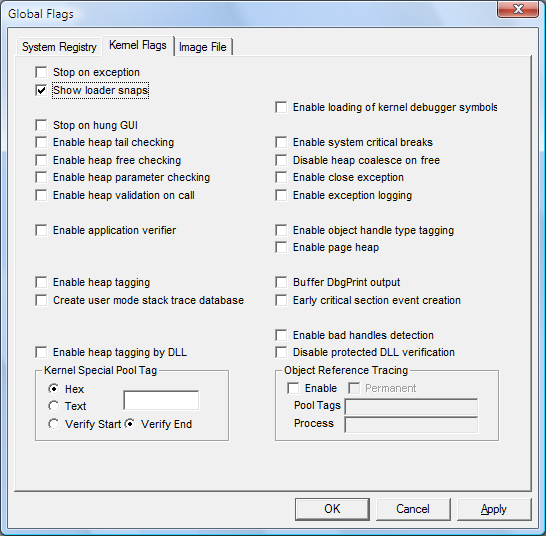 Global Flags
System Registry Kernel Flags Image File
Stop on exception
Show loader snaps
Enable loading of kernel debugger symbols
Stop on hung GUI
Enable heap tail checking Enable system critical breaks
Enable heap free checking Disable heap coalesce on free
Enable heap parameter checking Enable close exception
Enable heap validation on call Enable exception logging
Enable application verifier Enable object handle type tagging
Enable page heap
Enable heap tagging Buffer DbgPrint output
Create user mode stack trace database Early critical section event creation
Enable bad handles detection
Enable heap tagging by DLL Disable protected DLL verification
Kernel Special Pool Tag Object Reference Tracing
Hex Enable Permanent
Text Pool Tags
Verify Start Verify End Process
OK Cancel Apply